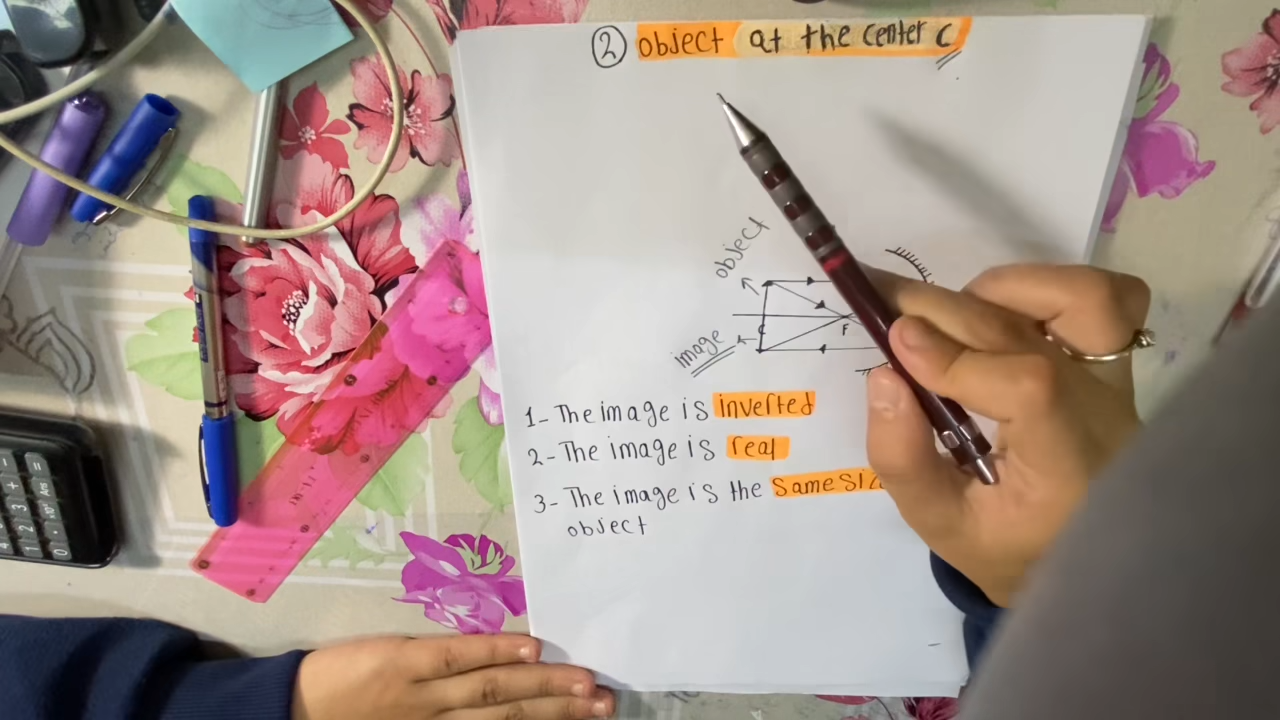 ② object at the center C
object
C
F
image
1- The image is inverted
2- The image is real
3- The image is the Same Siz
object